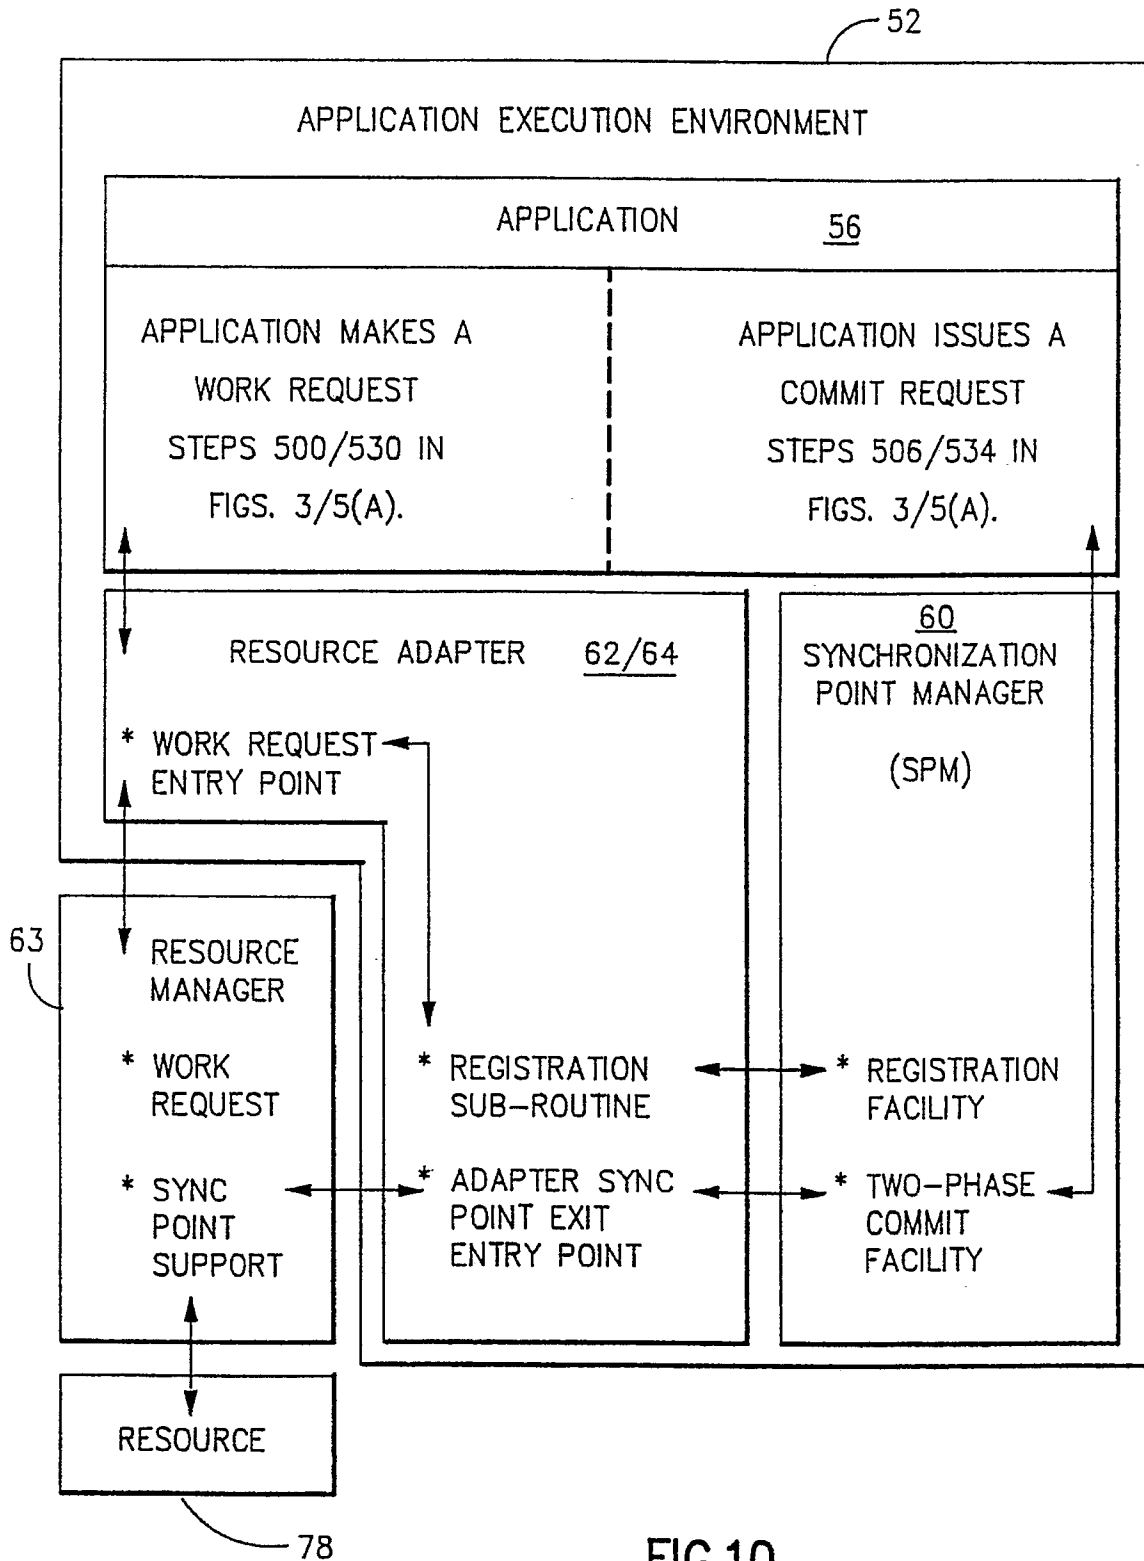 52
APPLICATION EXECUTION ENVIRONMENT
APPLICATION 56
APPLICATION MAKES A
WORK REQUEST
STEPS 500/530 IN
FIGS. 3/5(A).
APPLICATION ISSUES A
COMMIT REQUEST
STEPS 506/534 IN
FIGS. 3/5(A).
RESOURCE ADAPTER 62/64
* WORK REQUEST
ENTRY POINT
60
SYNCHRONIZATION
POINT MANAGER
(SPM)
63
RESOURCE
MANAGER
* WORK
REQUEST
* SYNC
POINT
SUPPORT
* REGISTRATION
SUB-ROUTINE
* ADAPTER SYNC
POINT EXIT
ENTRY POINT
* REGISTRATION
FACILITY
* TWO-PHASE
COMMIT
FACILITY
RESOURCE
78
FIG.10